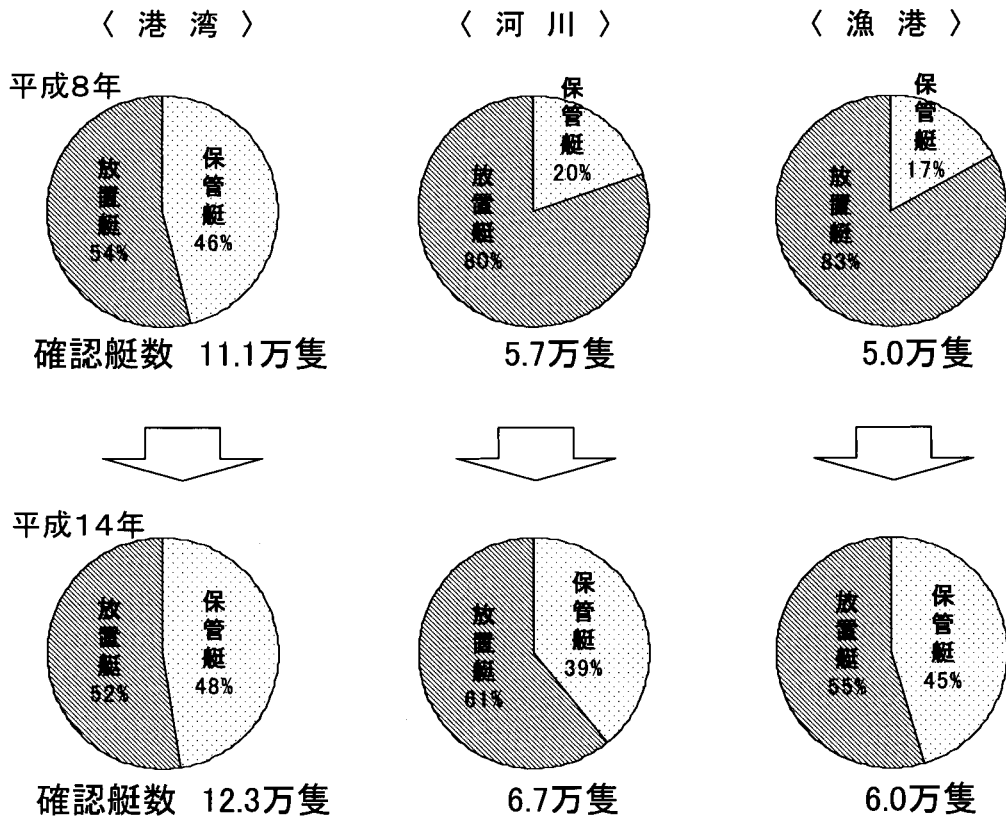 〈 港 湾 〉
〈 河 川 〉
〈 漁 港 〉
平成8年
放置艇
54%
保管艇
46%
保管艇
20%
放置艇
80%
保管艇
17%
放置艇
83%
確認艇数 11.1万隻
5.7万隻
5.0万隻
平成14年
放置艇
52%
保管艇
48%
放置艇
61%
保管艇
39%
放置艇
55%
保管艇
45%
確認艇数 12.3万隻
6.7万隻
6.0万隻